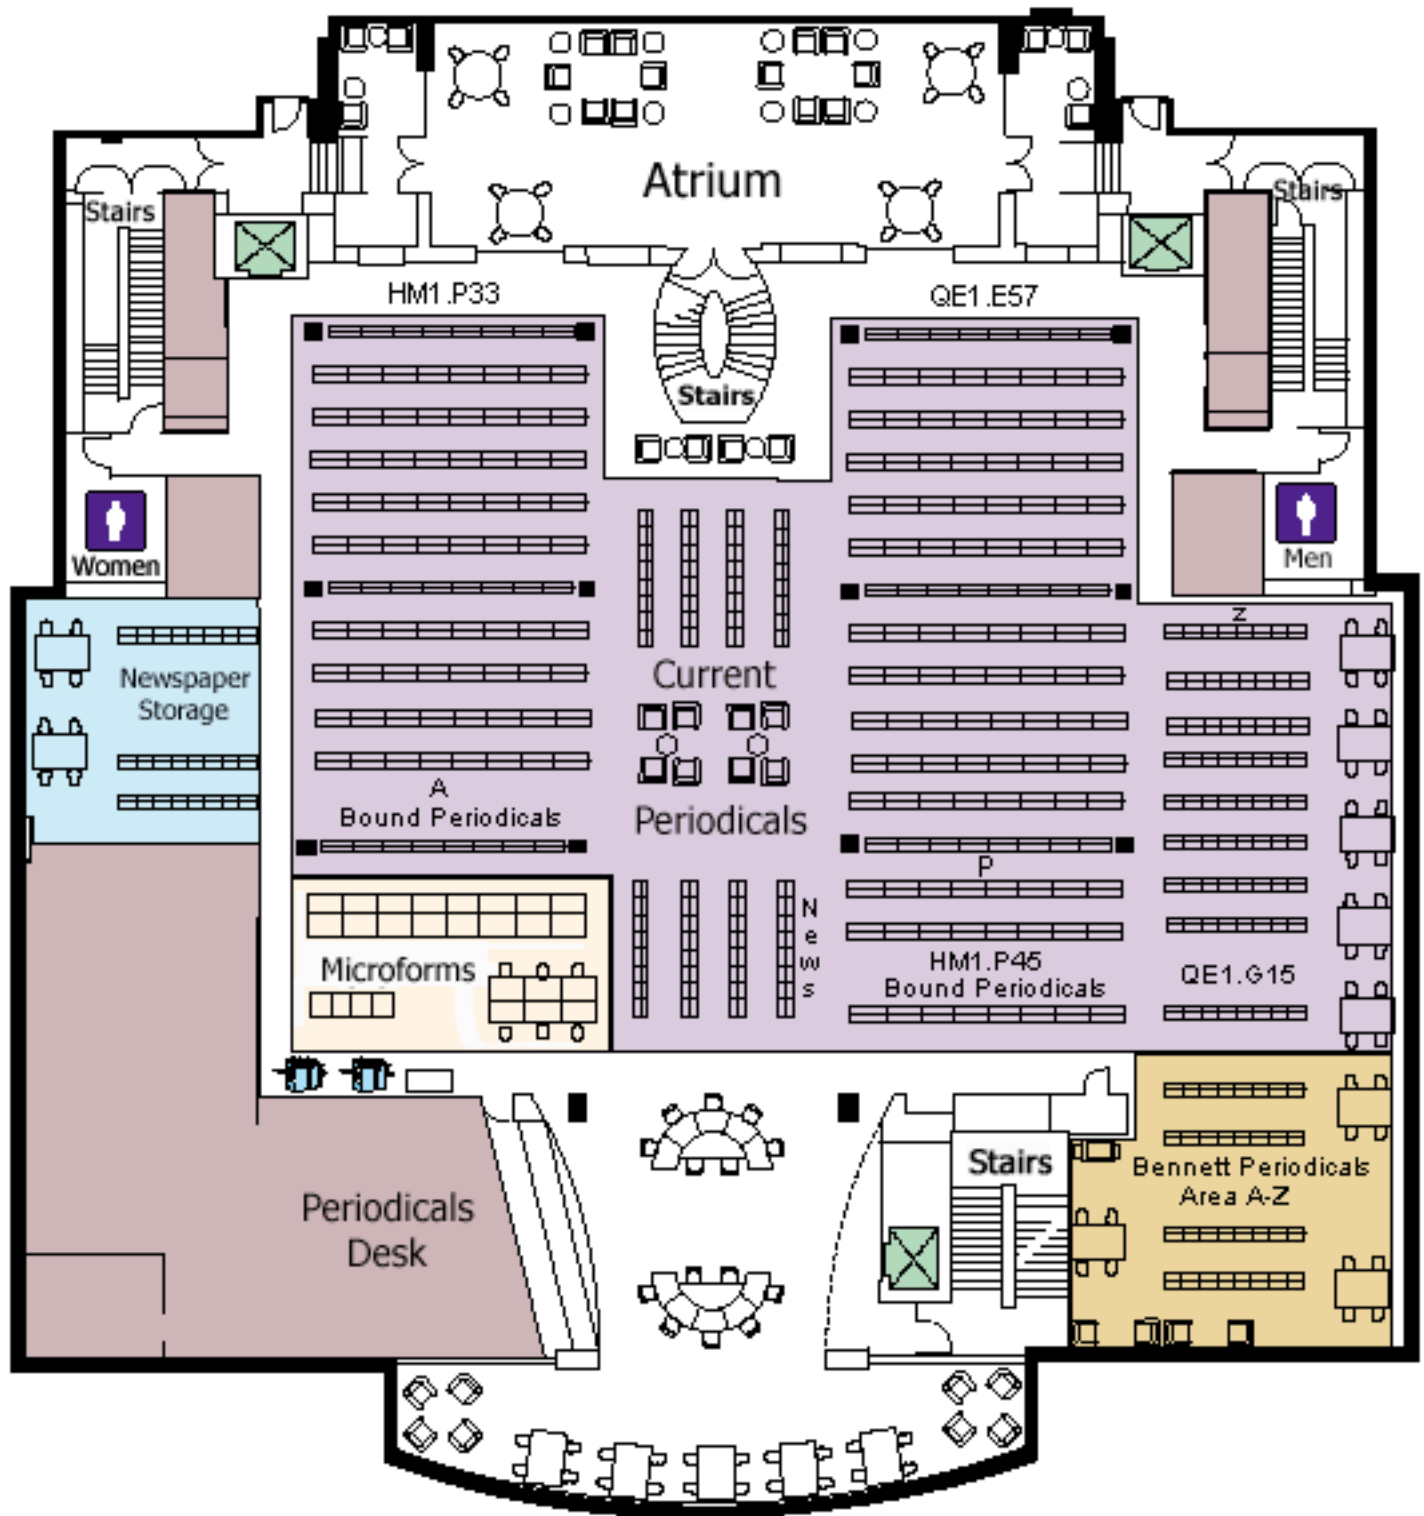 Atrium
Stairs
Stairs
HM1.P33
QE1.E57
Stairs
Women
Men
Z
Newspaper
Storage
Current
Periodicals
A
Bound Periodicals
P
News
Microforms
HM1.P45
Bound Periodicals
QE1.G15
Stairs
Bennett Periodicals
Area A-Z
Periodicals
Desk